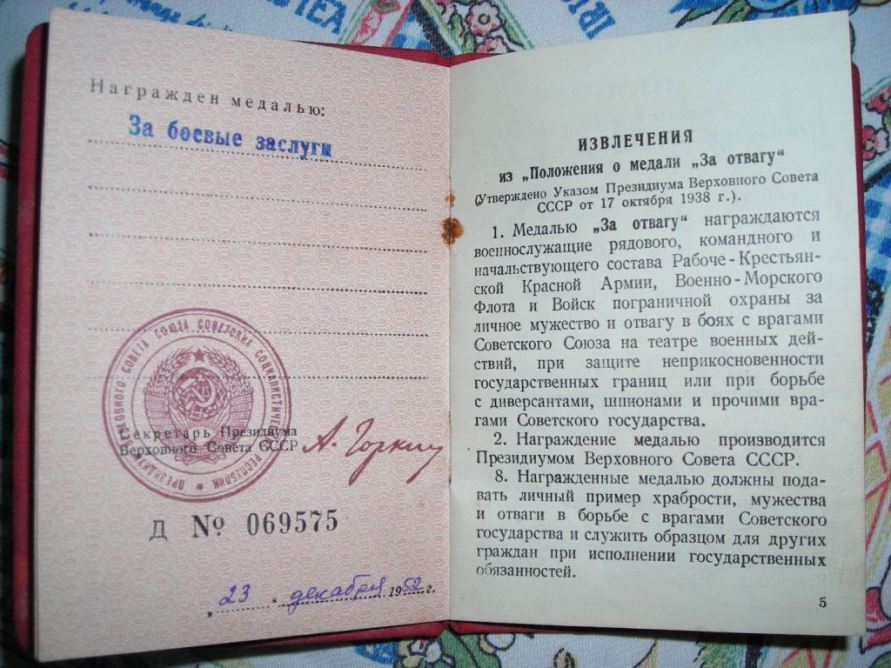 Награжден медалью:
За боевые заслуги
Секретарь Президиума
Верховного Совета СССР
А. Горкин
Д № 069575
„ 23 “ декабря 1952 г.
ИЗВЛЕЧЕНИЯ
из „Положения о медали „За отвагу“
(Утверждено Указом Президиума Верховного Совета
СССР от 17 октября 1938 г.).
1. Медалью „За отвагу“ награждаются
военнослужащие рядового, командного и
начальствующего состава Рабоче-Крестьян-
ской Красной Армии, Военно-Морского
Флота и Войск пограничной охраны за
личное мужество и отвагу в боях с врагами
Советского Союза на театре военных дей-
ствий, при защите неприкосновенности
государственных границ или при борьбе
с диверсантами, шпионами и прочими вра-
гами Советского государства.
2. Награждение медалью производится
Президиумом Верховного Совета СССР.
8. Награжденные медалью должны пода-
вать личный пример храбрости, мужества
и отваги в борьбе с врагами Советского
государства и служить образцом для других
граждан при исполнении государственных
обязанностей.
5